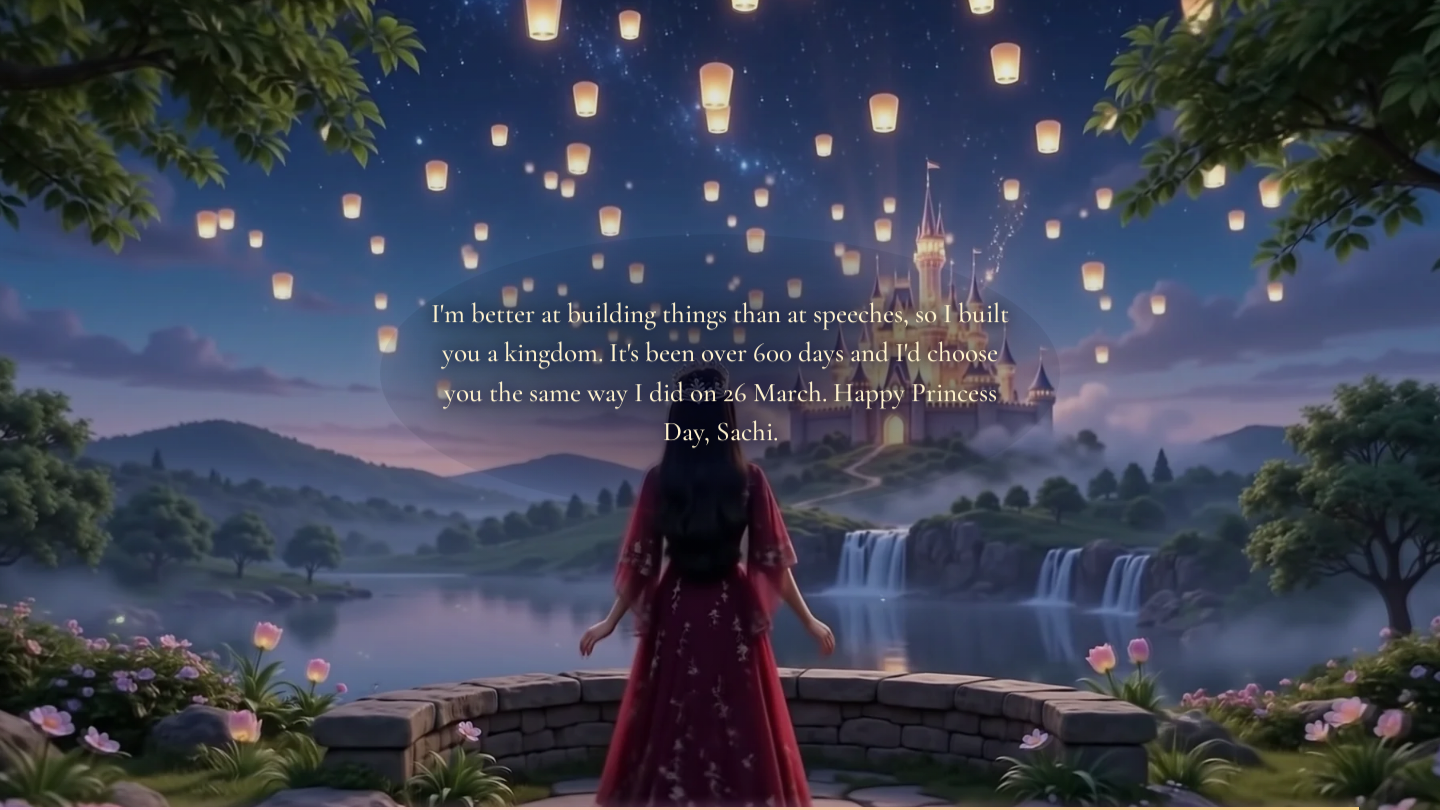 I'm better at building things than at speeches, so I built
you a kingdom. It's been over 600 days and I'd choose
you the same way I did on 26 March. Happy Princess
Day, Sachi.